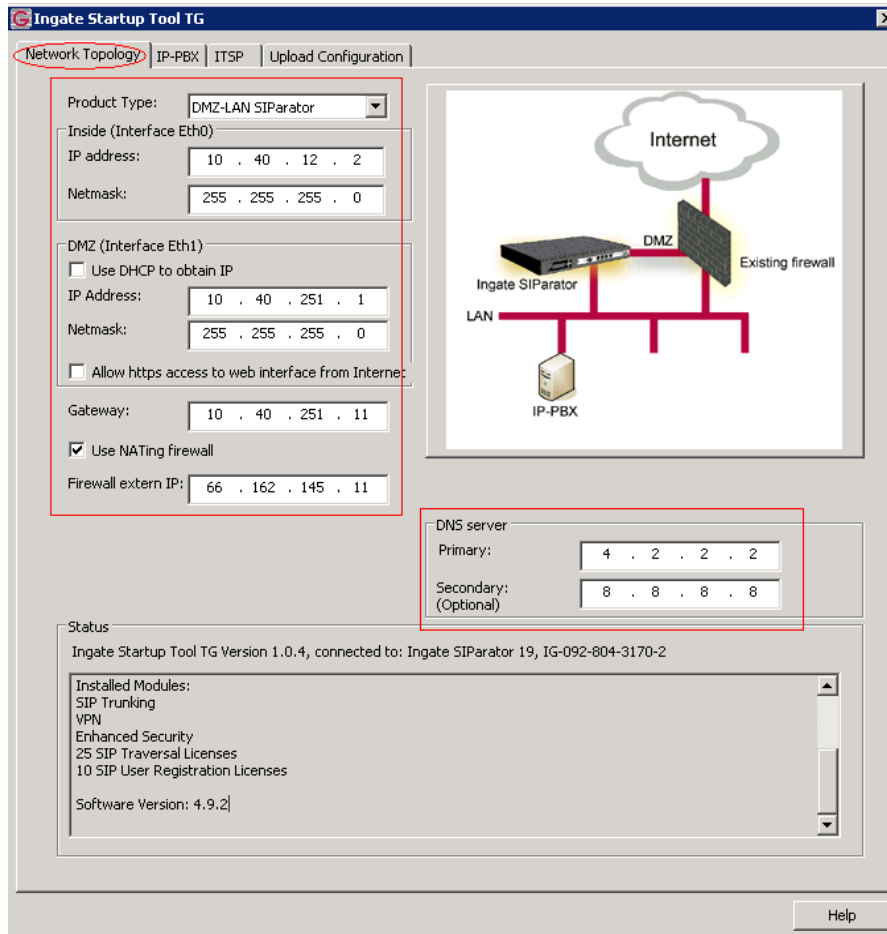 Ingate Startup Tool TG
Network Topology IP-PBX ITSP Upload Configuration
Product Type: DMZ-LAN SIParator
Inside (Interface Eth0)
IP address: 10 . 40 . 12 . 2
Netmask: 255 . 255 . 255 . 0
DMZ (Interface Eth1)
Use DHCP to obtain IP
IP Address: 10 . 40 . 251 . 1
Netmask: 255 . 255 . 255 . 0
Allow https access to web interface from Internet
Gateway: 10 . 40 . 251 . 11
Use NATing firewall
Firewall extern IP: 66 . 162 . 145 . 11
Internet
DMZ
Existing firewall
Ingate SIParator
LAN
IP-PBX
DNS server
Primary: 4 . 2 . 2 . 2
Secondary: 8 . 8 . 8 . 8
(Optional)
Status
Ingate Startup Tool TG Version 1.0.4, connected to: Ingate SIParator 19, IG-092-804-3170-2
Installed Modules:
SIP Trunking
VPN
Enhanced Security
25 SIP Traversal Licenses
10 SIP User Registration Licenses
Software Version: 4.9.2
Help